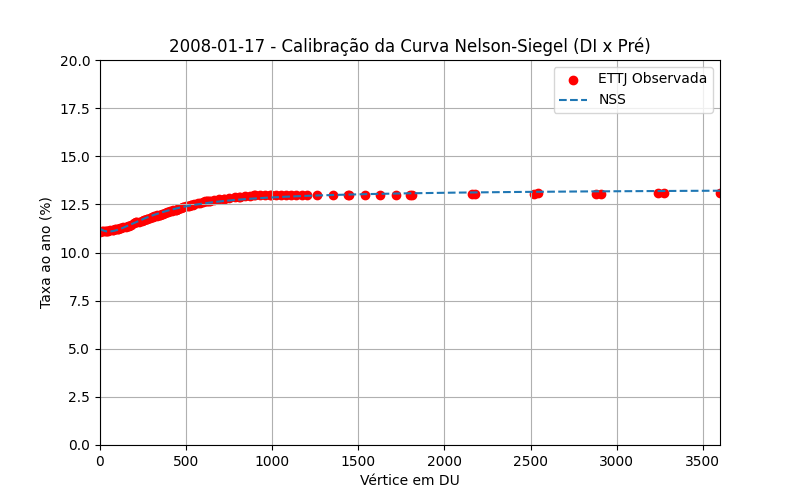 2008-01-17 - Calibração da Curva Nelson-Siegel (DI x Pré)
ETTJ Observada
NSS
Taxa ao ano (%)
20.0
17.5
15.0
12.5
10.0
7.5
5.0
2.5
0.0
0 500 1000 1500 2000 2500 3000 3500
Vértice em DU